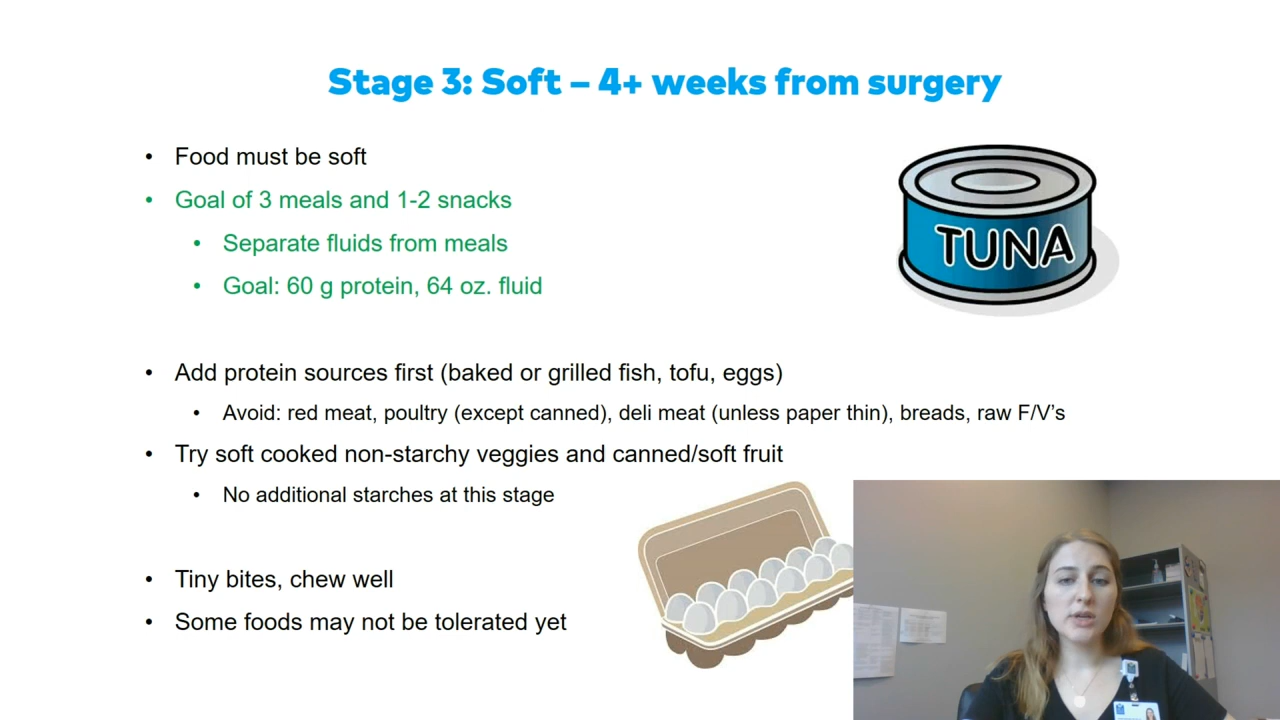 Stage 3: Soft – 4+ weeks from surgery
• Food must be soft
• Goal of 3 meals and 1-2 snacks
• Separate fluids from meals
• Goal: 60 g protein, 64 oz. fluid
• Add protein sources first (baked or grilled fish, tofu, eggs)
• Avoid: red meat, poultry (except canned), deli meat (unless paper thin), breads, raw F/V's
• Try soft cooked non-starchy veggies and canned/soft fruit
• No additional starches at this stage
• Tiny bites, chew well
• Some foods may not be tolerated yet
TUNA